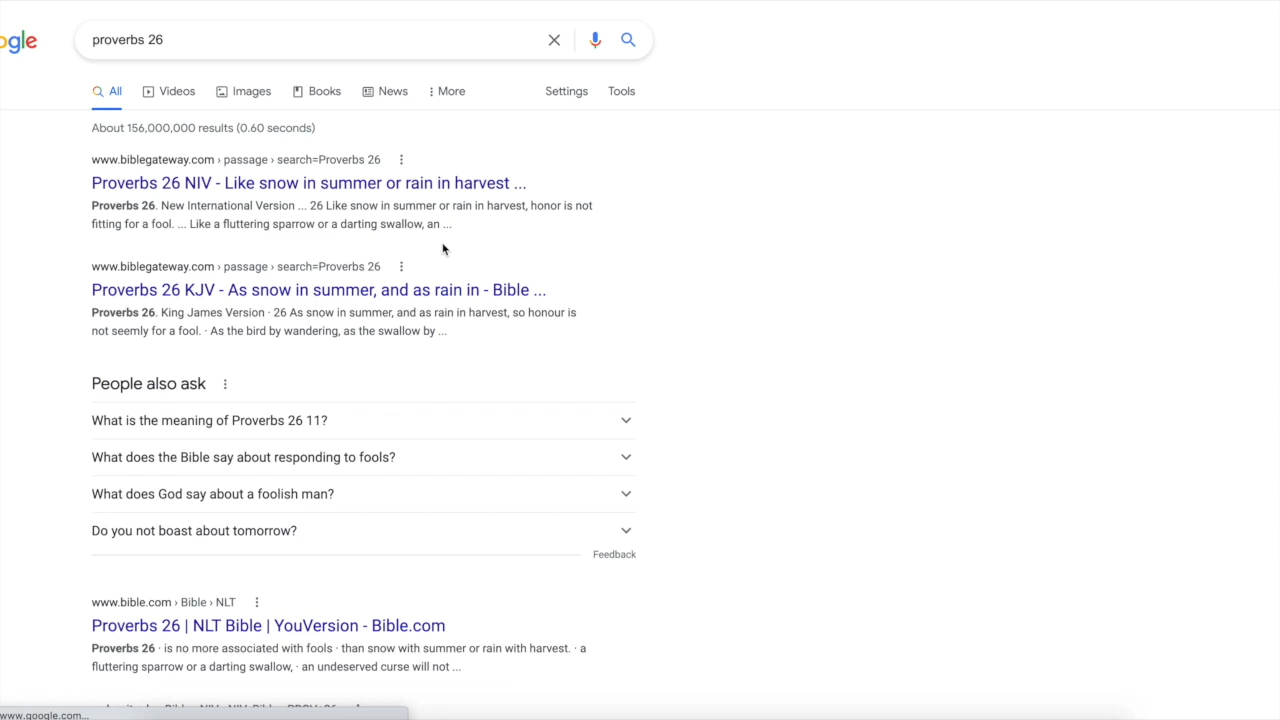 ogle
proverbs 26
All Videos Images Books News More Settings Tools
About 156,000,000 results (0.60 seconds)
www.biblegateway.com › passage › search=Proverbs 26
Proverbs 26 NIV - Like snow in summer or rain in harvest ...
Proverbs 26. New International Version ... 26 Like snow in summer or rain in harvest, honor is not
fitting for a fool. ... Like a fluttering sparrow or a darting swallow, an ...
www.biblegateway.com › passage › search=Proverbs 26
Proverbs 26 KJV - As snow in summer, and as rain in - Bible ...
Proverbs 26. King James Version · 26 As snow in summer, and as rain in harvest, so honour is
not seemly for a fool. · As the bird by wandering, as the swallow by ...
People also ask
What is the meaning of Proverbs 26 11?
What does the Bible say about responding to fools?
What does God say about a foolish man?
Do you not boast about tomorrow?
Feedback
www.bible.com › Bible › NLT
Proverbs 26 | NLT Bible | YouVersion - Bible.com
Proverbs 26 · is no more associated with fools · than snow with summer or rain with harvest. · a
fluttering sparrow or a darting swallow, · an undeserved curse will not ...
www.google.com...